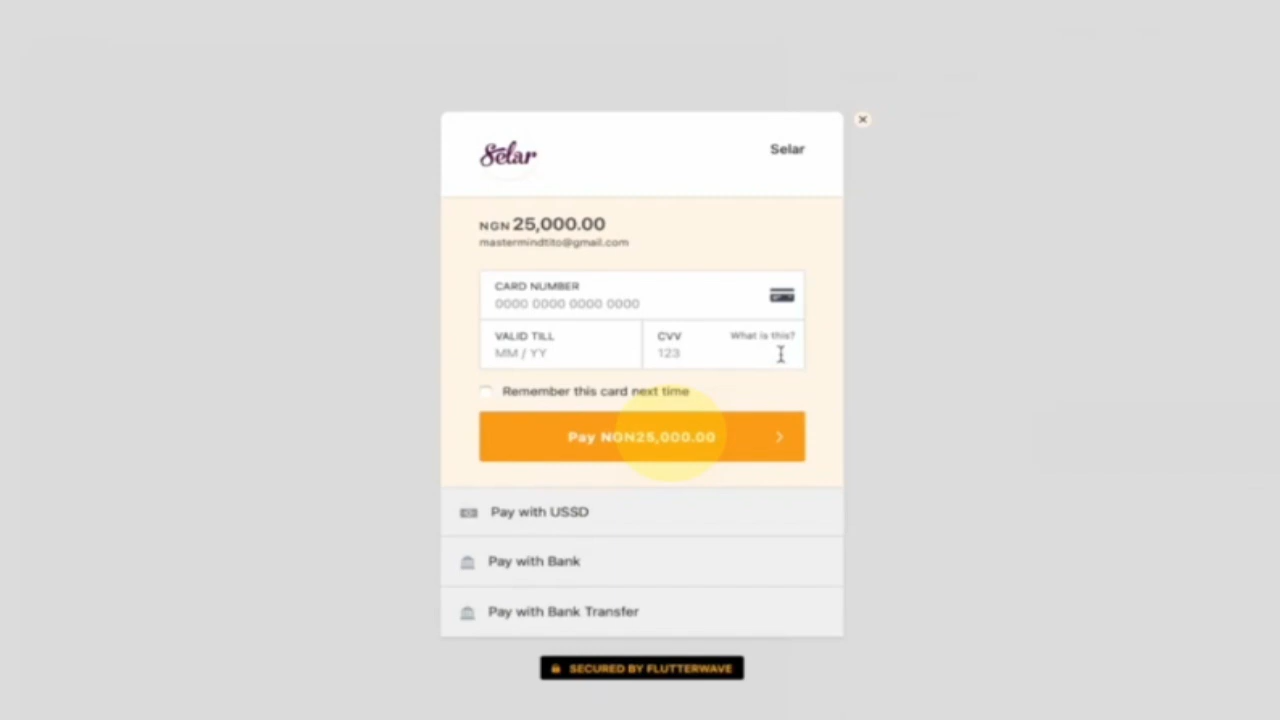 Selar
Selar
NGN 25,000.00
mastermindtito@gmail.com
CARD NUMBER
0000 0000 0000 0000
VALID TILL
MM / YY
CVV
What is this?
123
Remember this card next time
Pay NGN25,000.00
Pay with USSD
Pay with Bank
Pay with Bank Transfer
SECURED BY FLUTTERWAVE